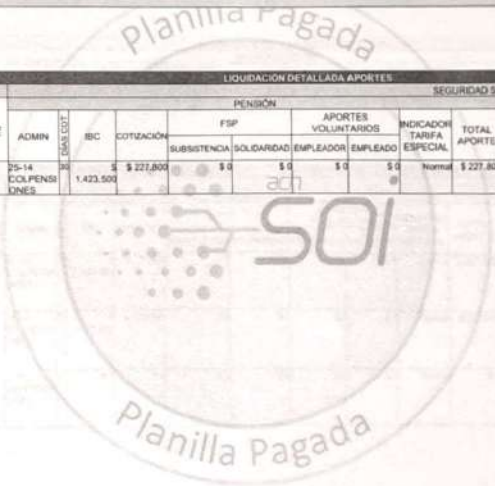 Planilla Pagada
LIQUIDACIÓN DETALLADA APORTES
SEGURIDAD S
PENSIÓN
ADMIN DÍAS COT IBC COTIZACIÓN FSP APORTES VOLUNTARIOS INDICADOR TARIFA ESPECIAL TOTAL APORTE
SUBSISTENCIA SOLIDARIDAD EMPLEADOR EMPLEADO
25-14 COLPENSIONES 30 $ 1.423.500 $ 227.800 $ 0 $ 0 $ 0 Normal $ 227.80
ach
SOI
Planilla Pagada